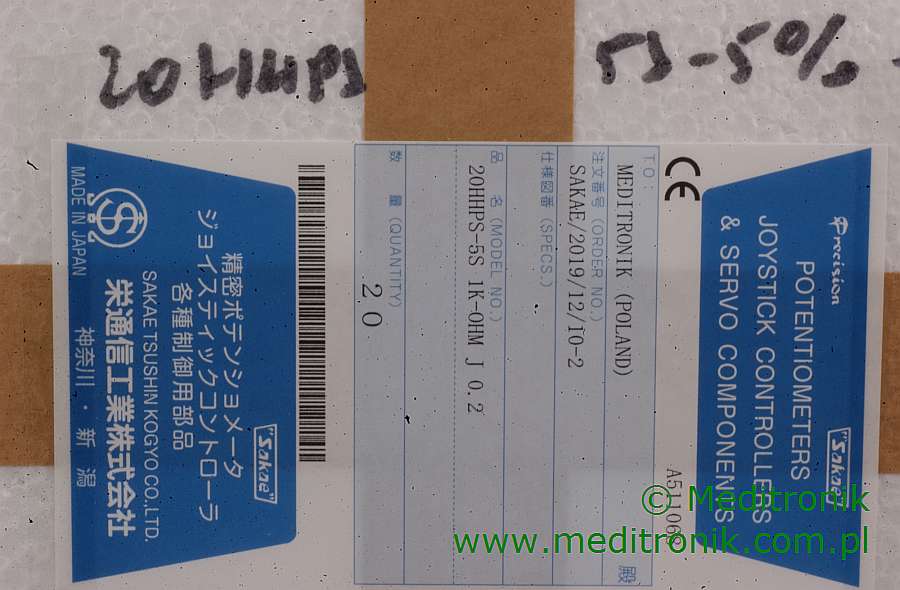 20HHPS 5S-5%
CE
Precision
Sakae
POTENTIOMETERS
JOYSTICK CONTROLLERS
& SERVO COMPONENTS
TO:
MEDITRONIK (POLAND) 殿
注文番号 (ORDER NO.)
SAKAE/2019/12/10-2
仕様図番 (SPECS.)
品 名 (MODEL NO.)
20HHPS-5S 1K-OHM J 0.2
数 量 (QUANTITY)
20
Sakae
精密ポテンショメータ
ジョイスティックコントローラ
各種制御用部品
SAKAE TSUSHIN KOGYO CO.,LTD.
栄通信工業株式会社
MADE IN JAPAN 神奈川・新潟
© Meditronik
www.meditronik.com.pl